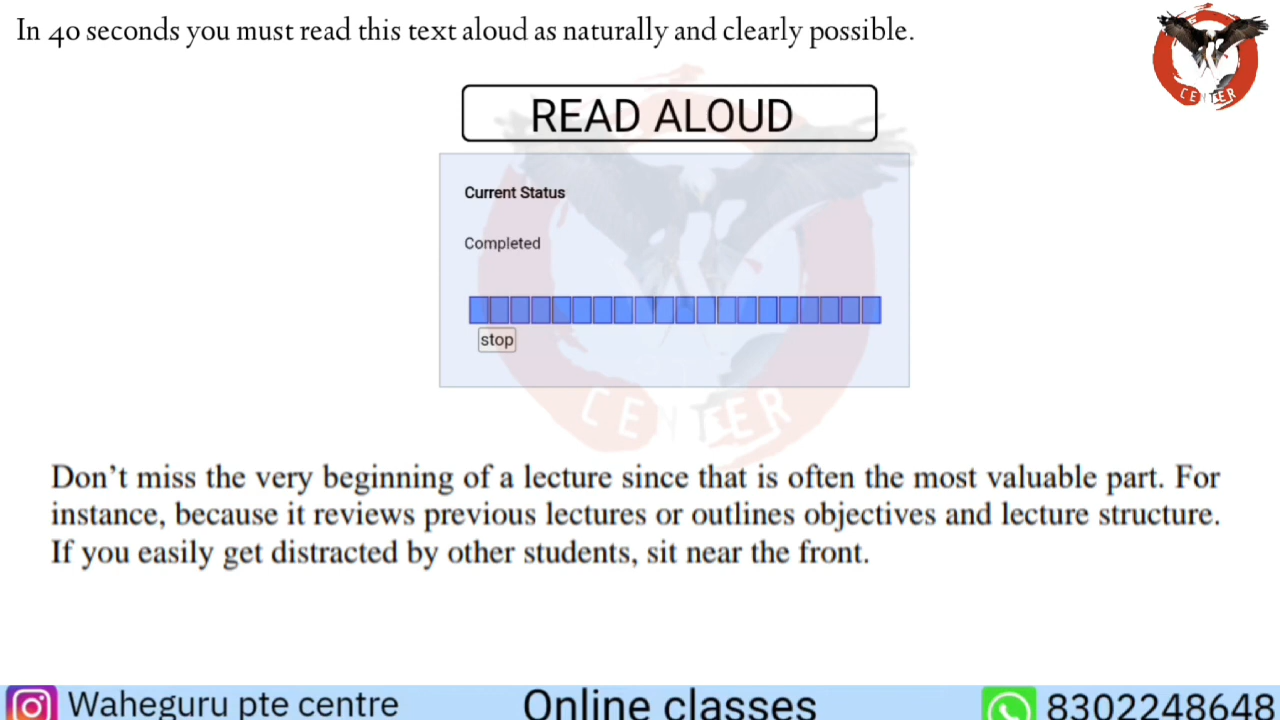 In 40 seconds you must read this text aloud as naturally and clearly possible.
CENTER
READ ALOUD
Current Status
Completed
stop
CENTER
Don't miss the very beginning of a lecture since that is often the most valuable part. For
instance, because it reviews previous lectures or outlines objectives and lecture structure.
If you easily get distracted by other students, sit near the front.
Waheguru pte centre
Online classes
8302248648